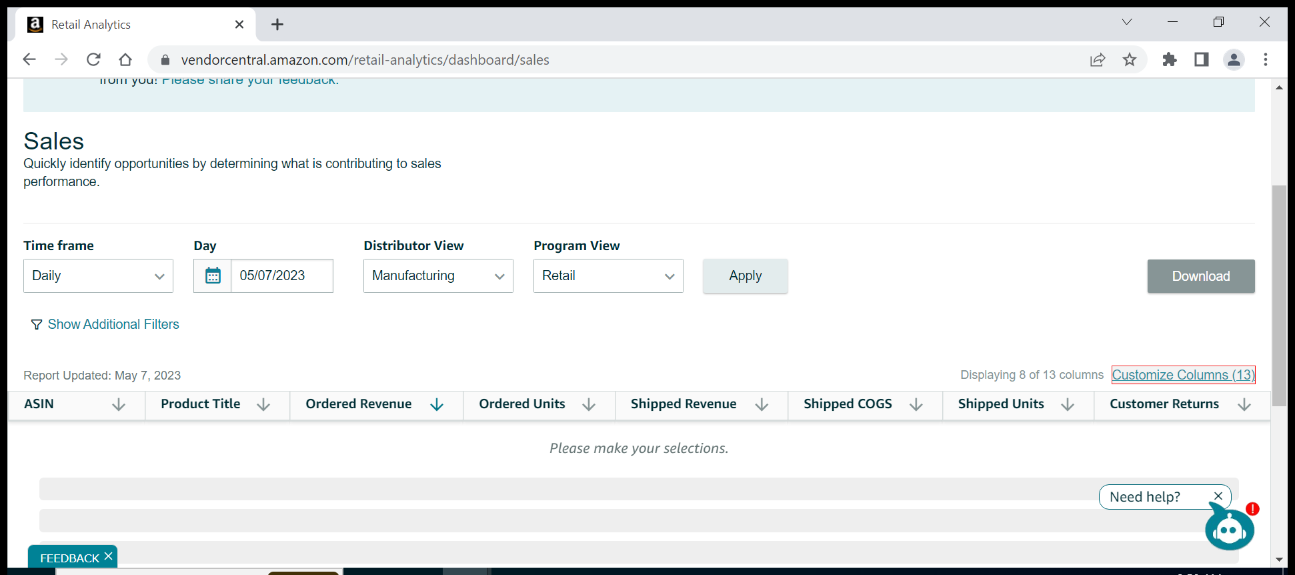 Retail Analytics
vendorcentral.amazon.com/retail-analytics/dashboard/sales
from you! Please share your feedback.
Sales
Quickly identify opportunities by determining what is contributing to sales
performance.
Time frame Day Distributor View Program View
Daily 05/07/2023 Manufacturing Retail Apply Download
Show Additional Filters
Report Updated: May 7, 2023 Displaying 8 of 13 columns Customize Columns (13)
ASIN Product Title Ordered Revenue Ordered Units Shipped Revenue Shipped COGS Shipped Units Customer Returns
Please make your selections.
Need help?
FEEDBACK